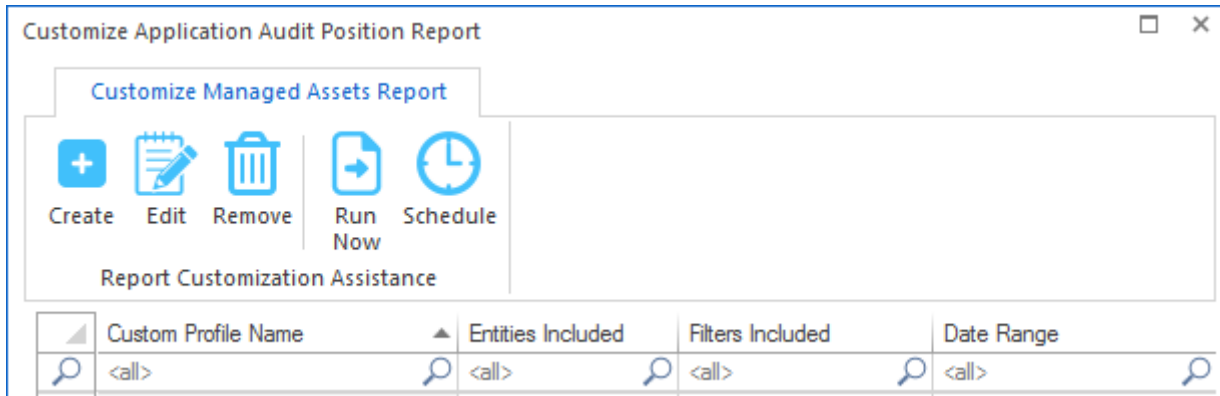 Customize Application Audit Position Report
Customize Managed Assets Report
Create Edit Remove Run Now Schedule
Report Customization Assistance
Custom Profile Name Entities Included Filters Included Date Range
<all> <all> <all> <all>